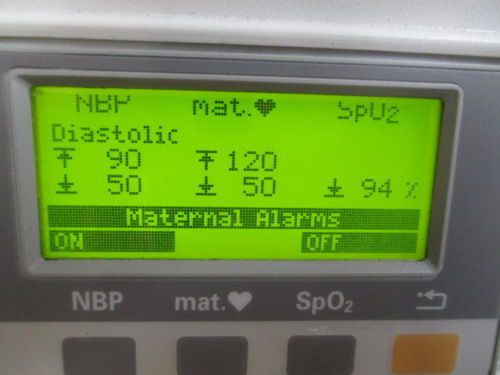 NBP mat.♥ SpO2
Diastolic
⤒ 90 ⤒ 120
⤓ 50 ⤓ 50 ⤓ 94 %
Maternal Alarms
ON OFF
NBP mat.♥ SpO₂